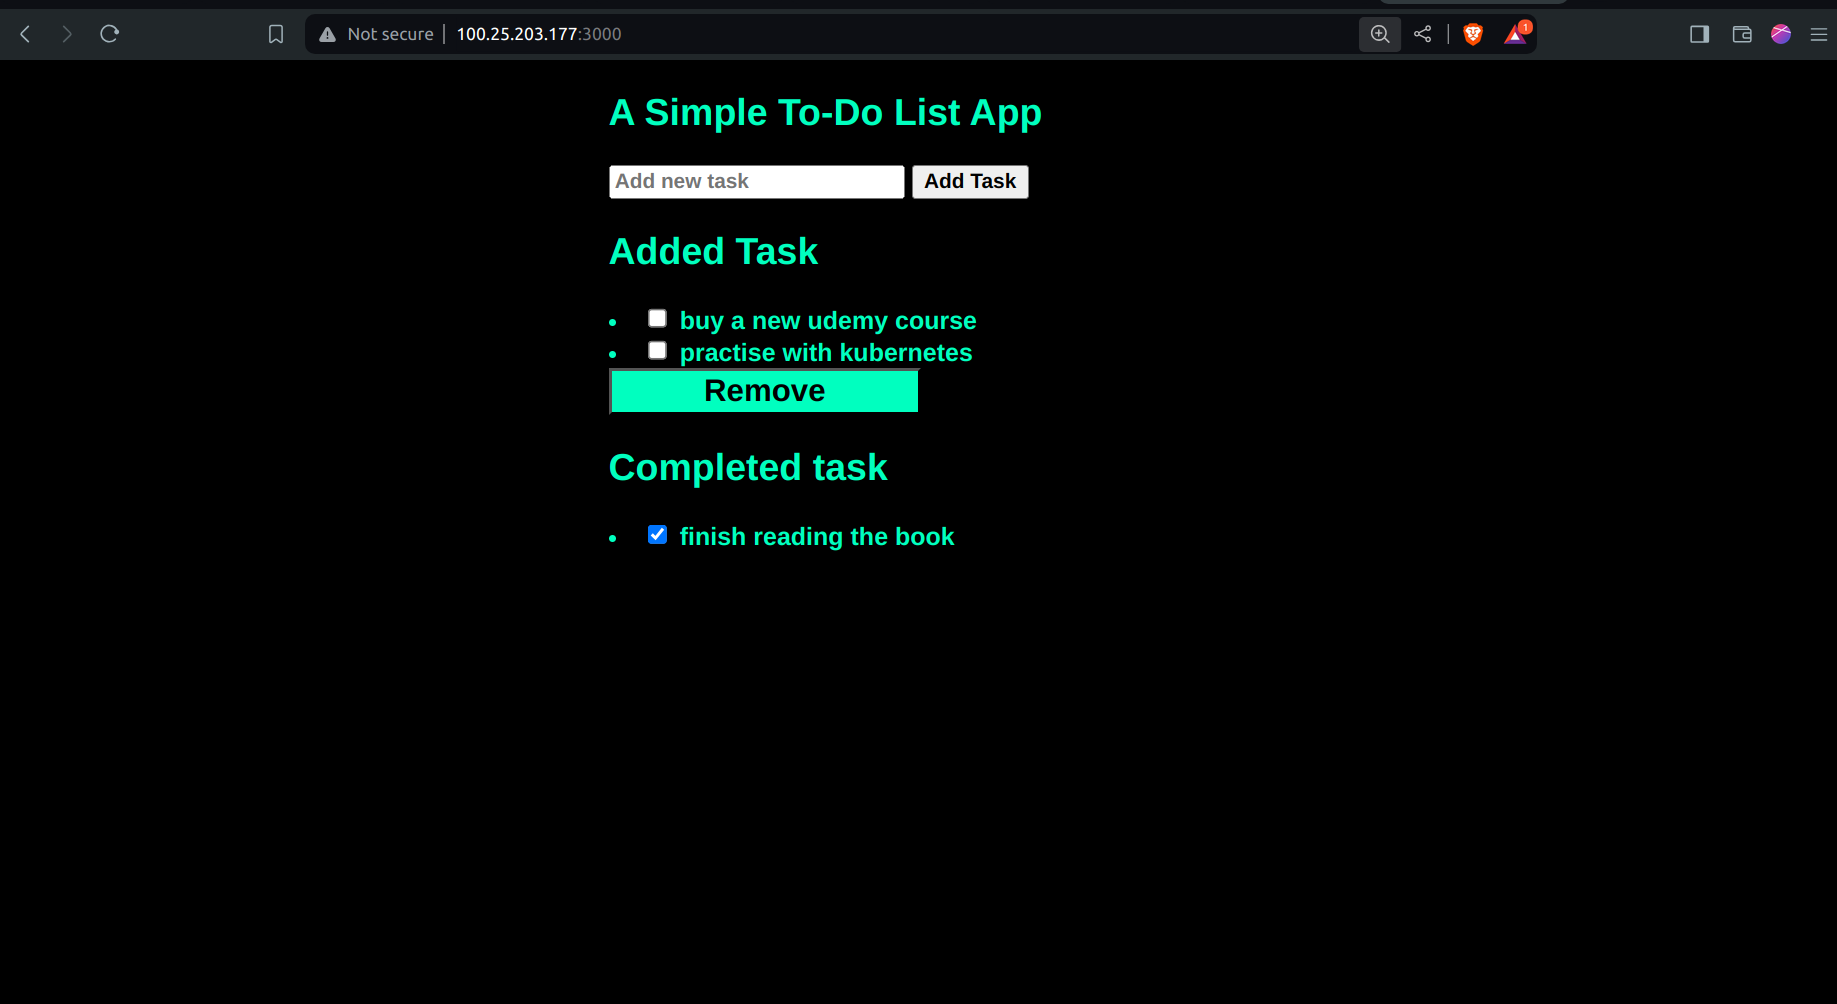 Not secure 100.25.203.177:3000
1
A Simple To-Do List App
Add new task Add Task
Added Task
buy a new udemy course
practise with kubernetes
Remove
Completed task
finish reading the book